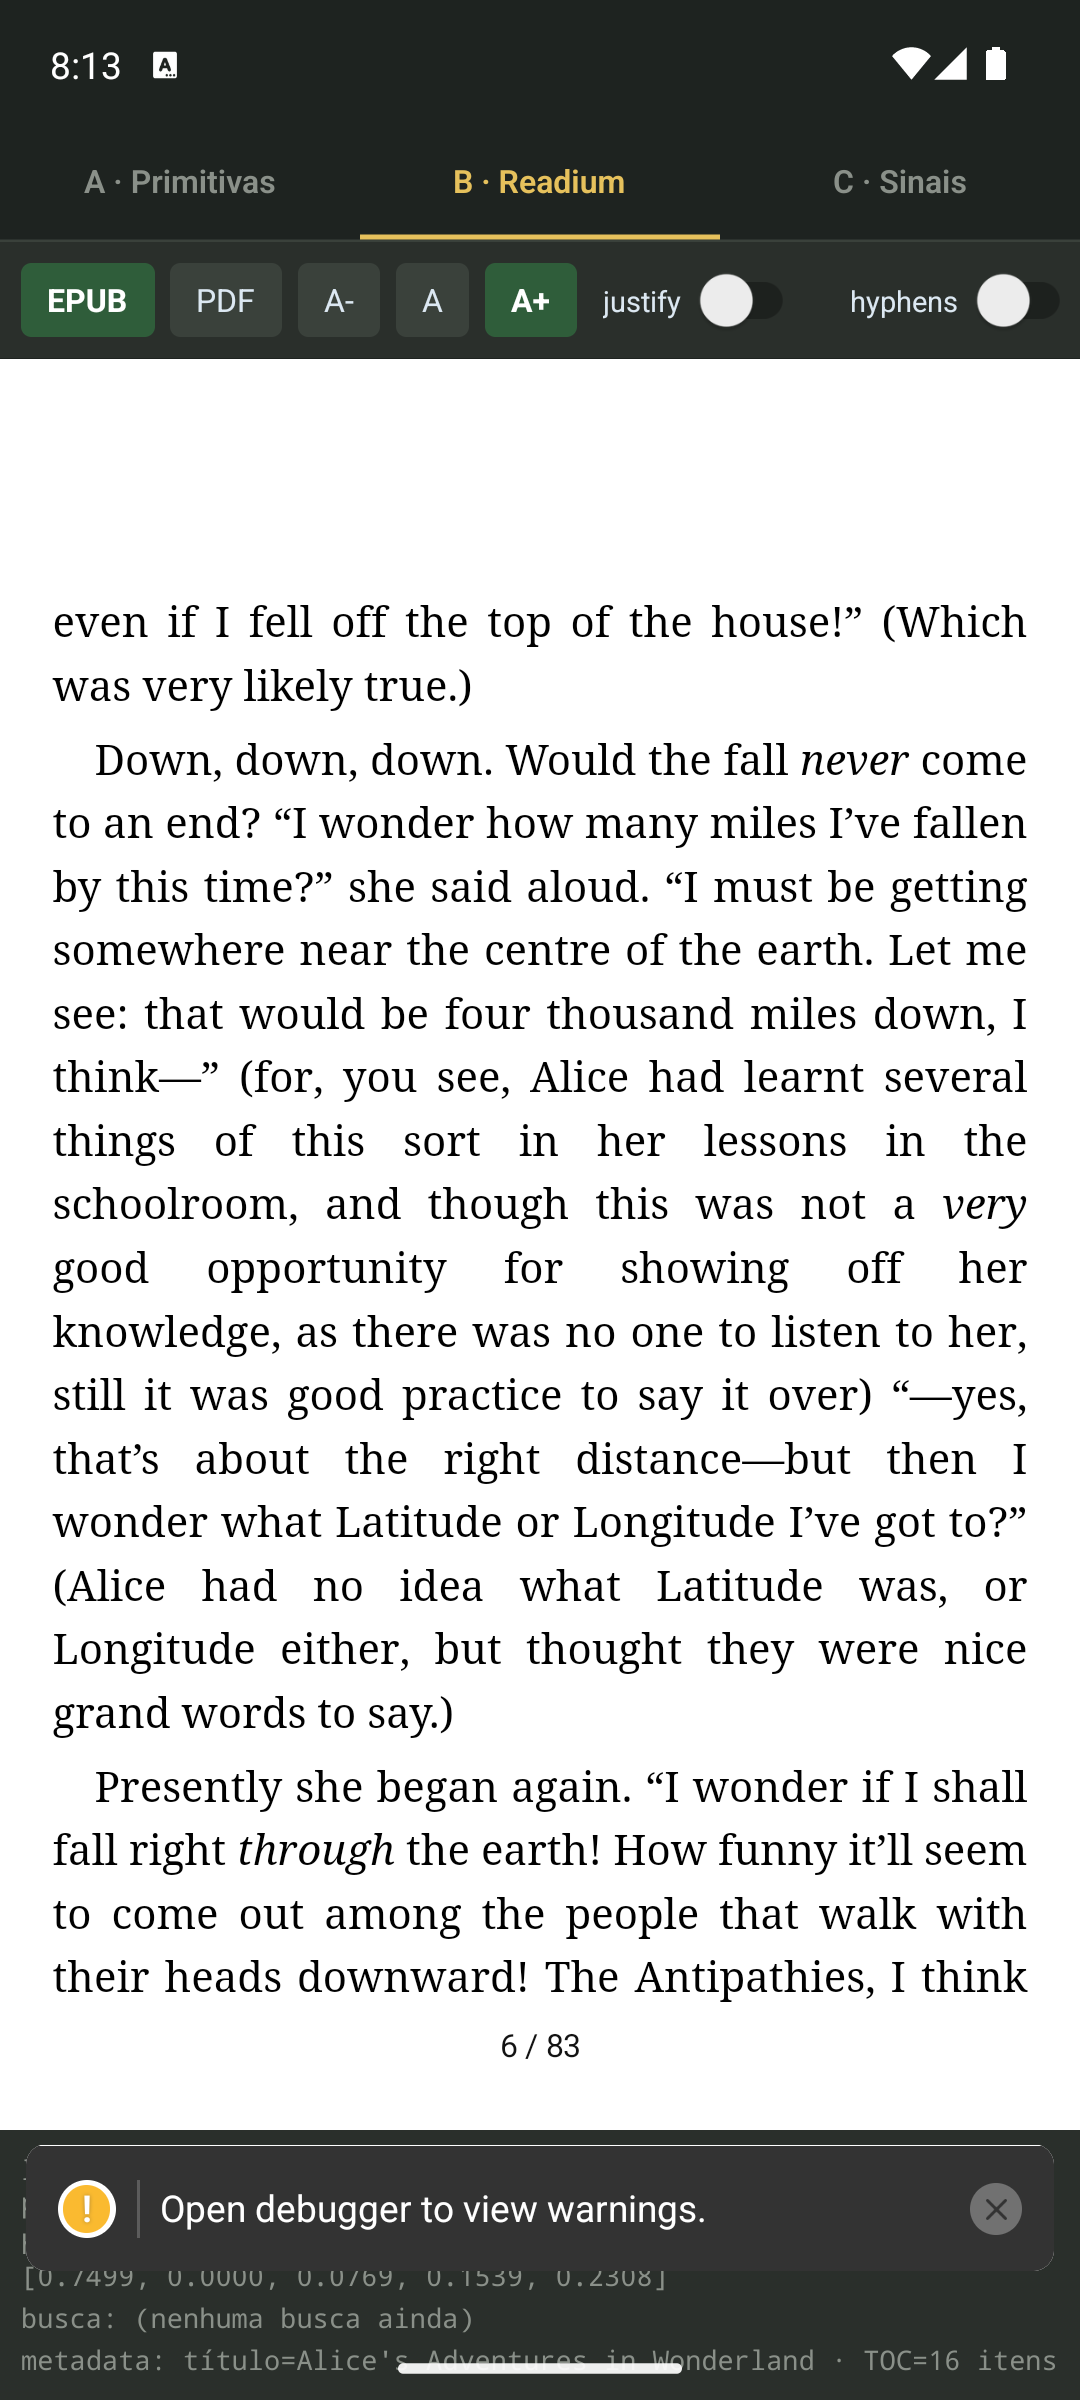 8:13
A · Primitivas B · Readium C · Sinais
EPUB PDF A- A A+ justify hyphens
even if I fell off the top of the house!” (Which
was very likely true.)
Down, down, down. Would the fall never come
to an end? “I wonder how many miles I’ve fallen
by this time?” she said aloud. “I must be getting
somewhere near the centre of the earth. Let me
see: that would be four thousand miles down, I
think—” (for, you see, Alice had learnt several
things of this sort in her lessons in the
schoolroom, and though this was not a very
good opportunity for showing off her
knowledge, as there was no one to listen to her,
still it was good practice to say it over) “—yes,
that’s about the right distance—but then I
wonder what Latitude or Longitude I’ve got to?”
(Alice had no idea what Latitude was, or
Longitude either, but thought they were nice
grand words to say.)
Presently she began again. “I wonder if I shall
fall right through the earth! How funny it’ll seem
to come out among the people that walk with
their heads downward! The Antipathies, I think
6 / 83
Open debugger to view warnings.
[0.7499, 0.0000, 0.0769, 0.1539, 0.2308]
busca: (nenhuma busca ainda)
metadata: título=Alice's Adventures in Wonderland · TOC=16 itens